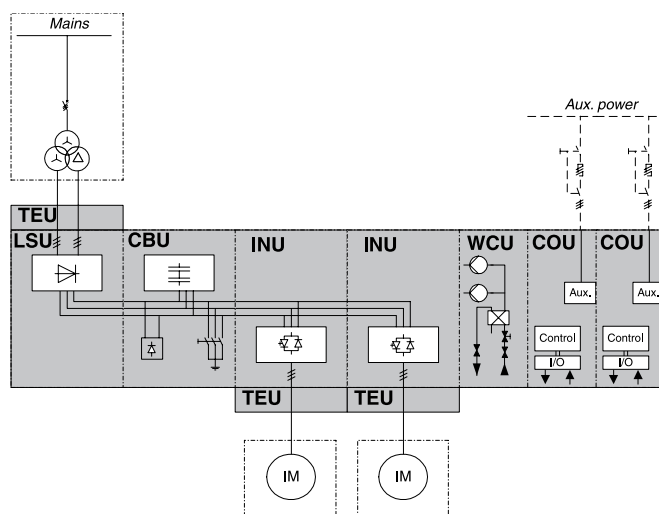 Mains
Aux. power
TEU
LSU
CBU
INU
INU
WCU
COU
COU
Aux.
Aux.
Control
Control
I/O
I/O
TEU
TEU
IM
IM